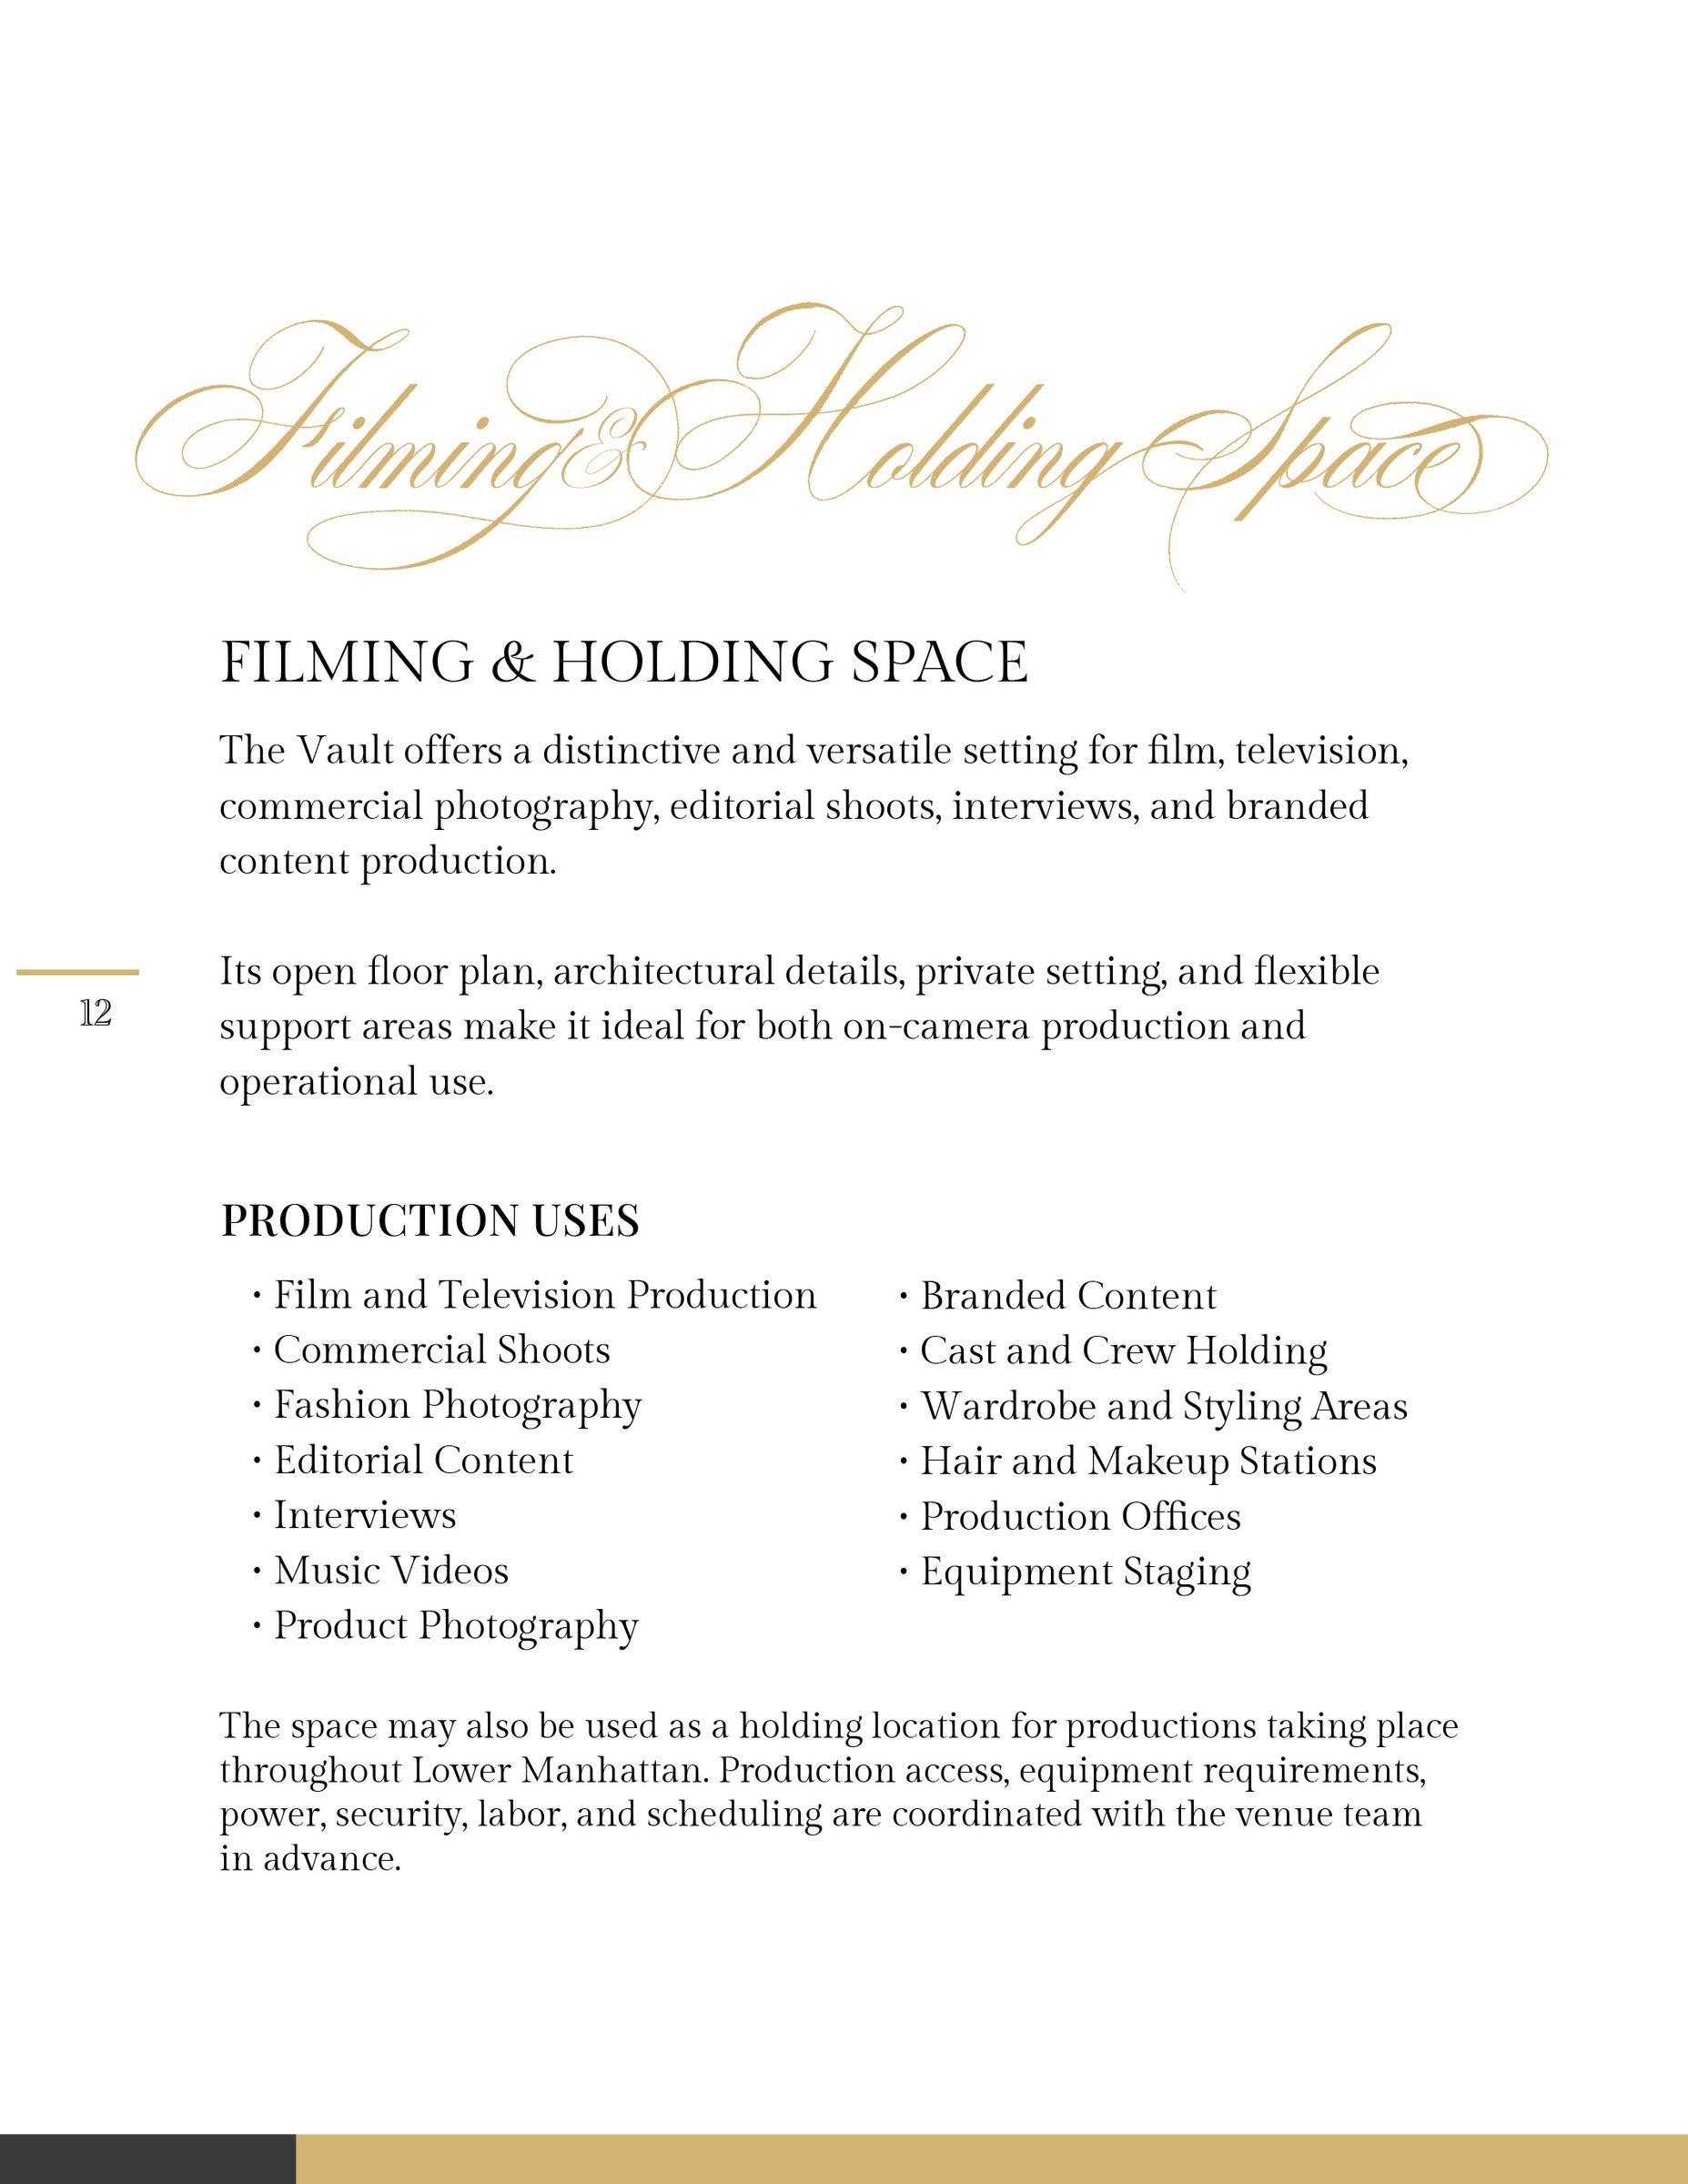 Filming & Holding Space
FILMING & HOLDING SPACE
The Vault offers a distinctive and versatile setting for film, television,
commercial photography, editorial shoots, interviews, and branded
content production.
Its open floor plan, architectural details, private setting, and flexible
support areas make it ideal for both on-camera production and
operational use.
12
PRODUCTION USES
• Film and Television Production
• Commercial Shoots
• Fashion Photography
• Editorial Content
• Interviews
• Music Videos
• Product Photography
• Branded Content
• Cast and Crew Holding
• Wardrobe and Styling Areas
• Hair and Makeup Stations
• Production Offices
• Equipment Staging
The space may also be used as a holding location for productions taking place
throughout Lower Manhattan. Production access, equipment requirements,
power, security, labor, and scheduling are coordinated with the venue team
in advance.